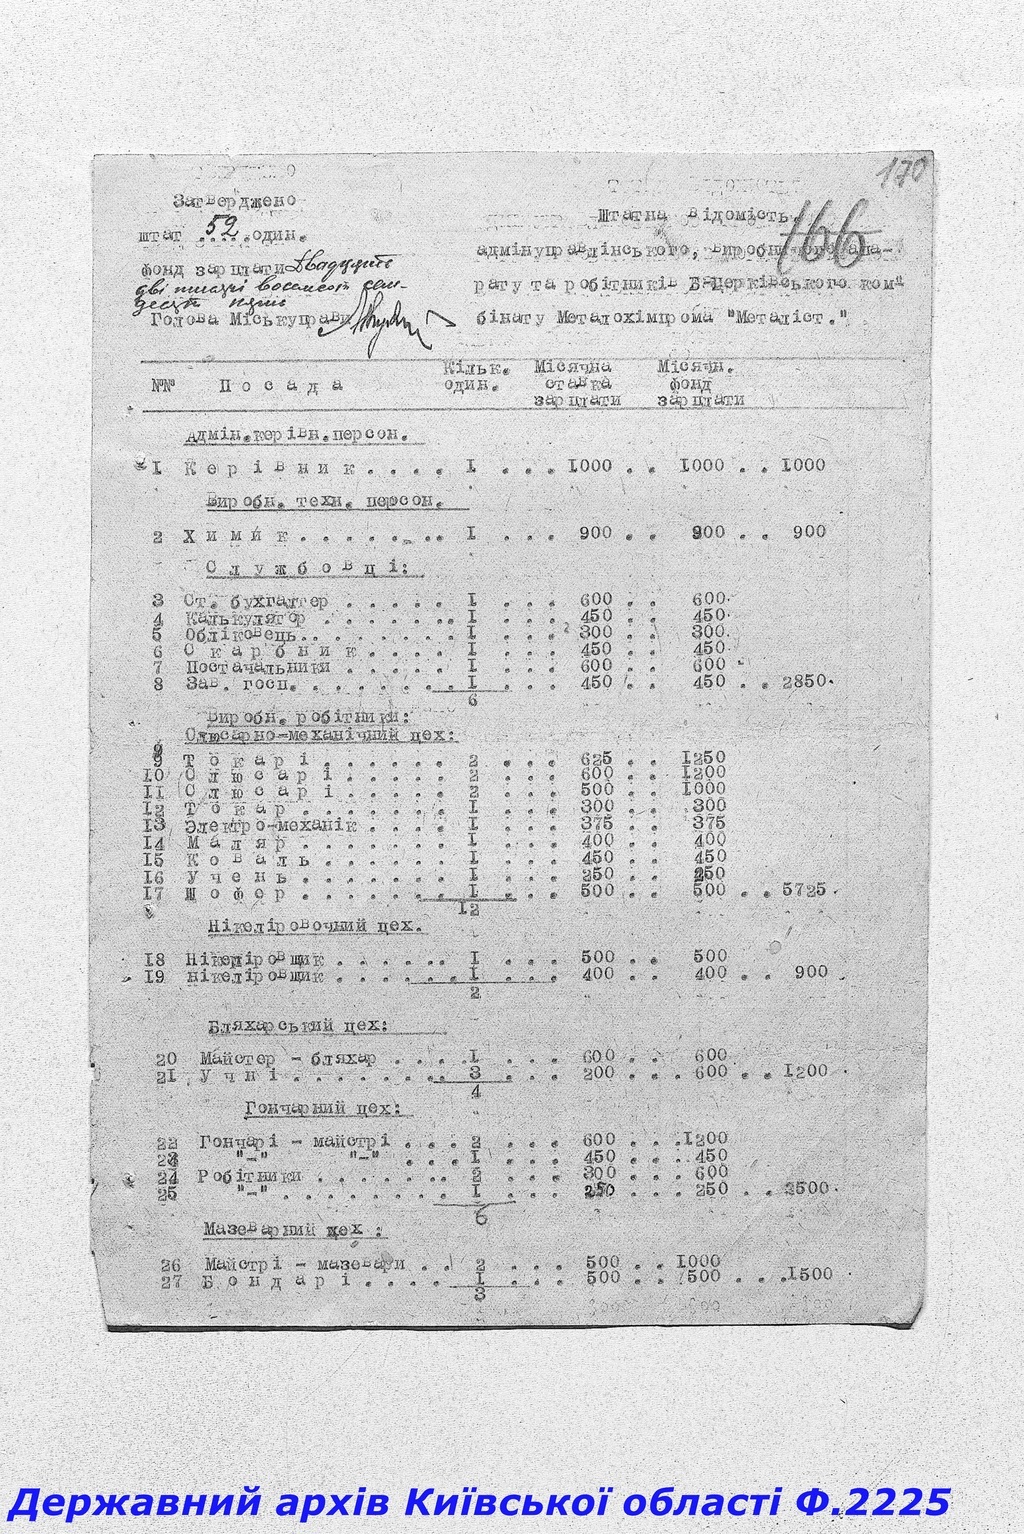 170
Затверджено
штат ..52...один.
фонд зарплати Двадцять
дві тисячі восемсот сем-
десят пять
Голова Міськуправи
Штатна відомість
166
адмінуправлінського, виробничого апа-
рату та робітників Б-Церківського ком"
бінату Металохімпрома "Металіст."
№№ Посада Кільк. один. Місячна ставка зарплати Місячн. фонд зарплати
Адмін.керівн.персон.
1 Керівник.... 1 ...1000 .. 1000 .. 1000
Виробн. техн. персон.
2 Химик........ 1 ... 900 .. 900 .. 900
Службовці:
3 Ст. бухгалтер ..... 1 ... 600 .. 600.
4 Калькулятор ....... 1 ... 450 .. 450.
5 Обліковець........ 1 ... 300 .. 300.
6 Скарбник..... 1 ... 450 .. 450.
7 Постачальники ..... 1 ... 600 .. 600
8 Зав. госп........ 1 ... 450 .. 450 .. 2850.
6
Виробн. робітники:
Слюсарно-механічний цех:
9
9 Токарі....... 2 ... 625 .. 1250
10 Слюсарі...... 2 ... 600 .. 1200
11 Слюсарі...... 2 ... 500 .. 1000
12 Токар........ 1 ... 300 .. 300
13 Электро-механік .... 1 ... 375 .. 375
14 Маляр........ 1 ... 400 .. 400
15 Коваль....... 1 ... 450 .. 450
16 Учень........ 1 ... 250 .. 250
17 Шофер........ 1 ... 500 .. 500 .. 5725.
12
Нікеліровочний цех.
18 Нікеліровщик ...... 1 ... 500 .. 500
19 нікеліровщик ...... 1 ... 400 .. 400 .. 900 .
2
Бляхарський цех:
20 Майстер - бляхар .... 1 ... 600 .. 600.
21 Учні........ 3 ... 200 ... 600 .. 1200 .
4
Гончарний цех:
22 Гончарі - майстрі .... 2 ... 600 ...1200
23 "-" "-" .... 1 ... 450 ... 450
24 Робітники ....... 2 ... 300 ... 600
25 "-"......... 1 ... 250 ... 250 .. 2500.
6
Мазеварний цех :
26 Майстрі - мазевари .. 2 ... 500 ..1000
27 Бондарі..... 1 ... 500 .. 500 ...1500
3
Державний архів Київської області Ф.2225